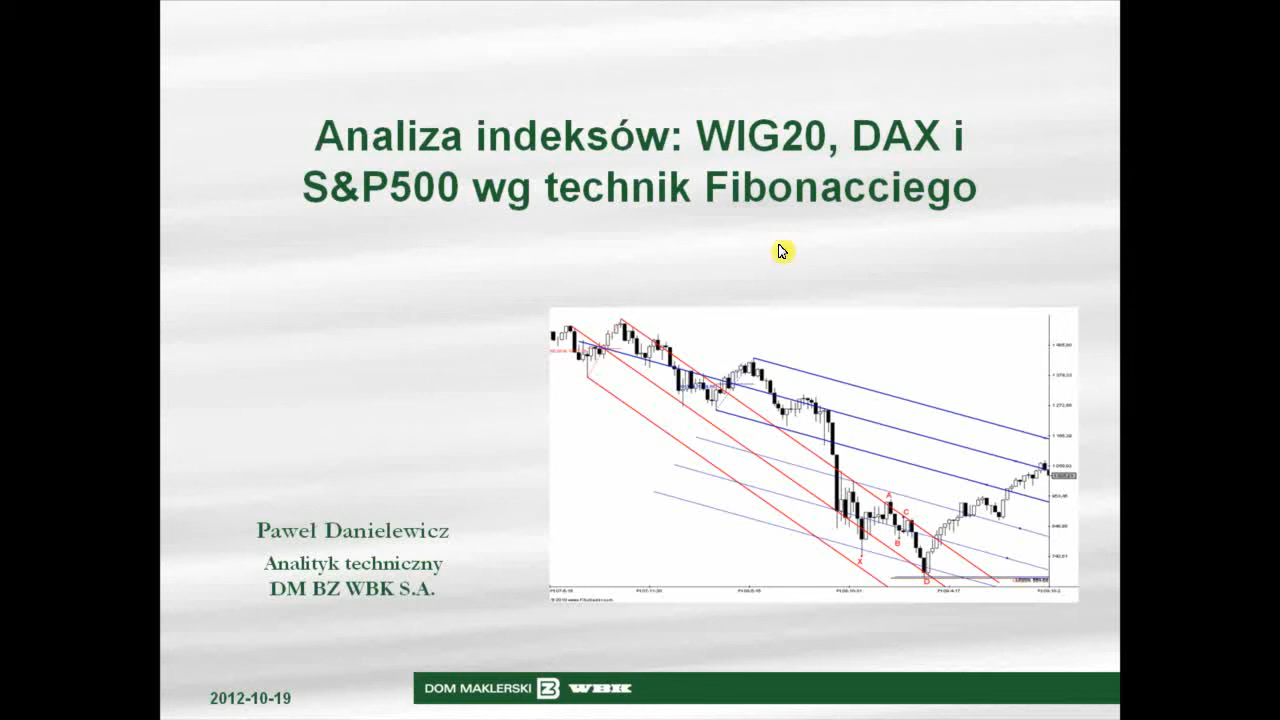 Analiza indeksów: WIG20, DAX i
S&P500 wg technik Fibonacciego
A
C
B
X
D
Paweł Danielewicz
Analityk techniczny
DM BZ WBK S.A.
2012-10-19
DOM MAKLERSKI Z WBK